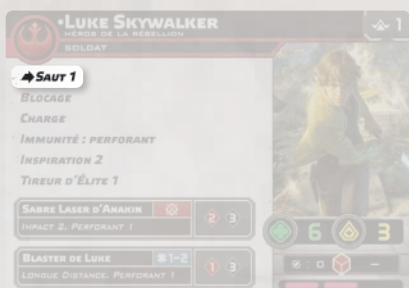 •LUKE SKYWALKER
HÉROS DE LA RÉBELLION
1
SOLDAT
SAUT 1
BLOCAGE
CHARGE
IMMUNITÉ : PERFORANT
INSPIRATION 2
TIREUR D'ÉLITE 1
SABRE LASER D'ANAKIN
2 3
IMPACT 2, PERFORANT 1
6 3
BLASTER DE LUKE 1-2
1 3
LONGUE DISTANCE, PERFORANT 1